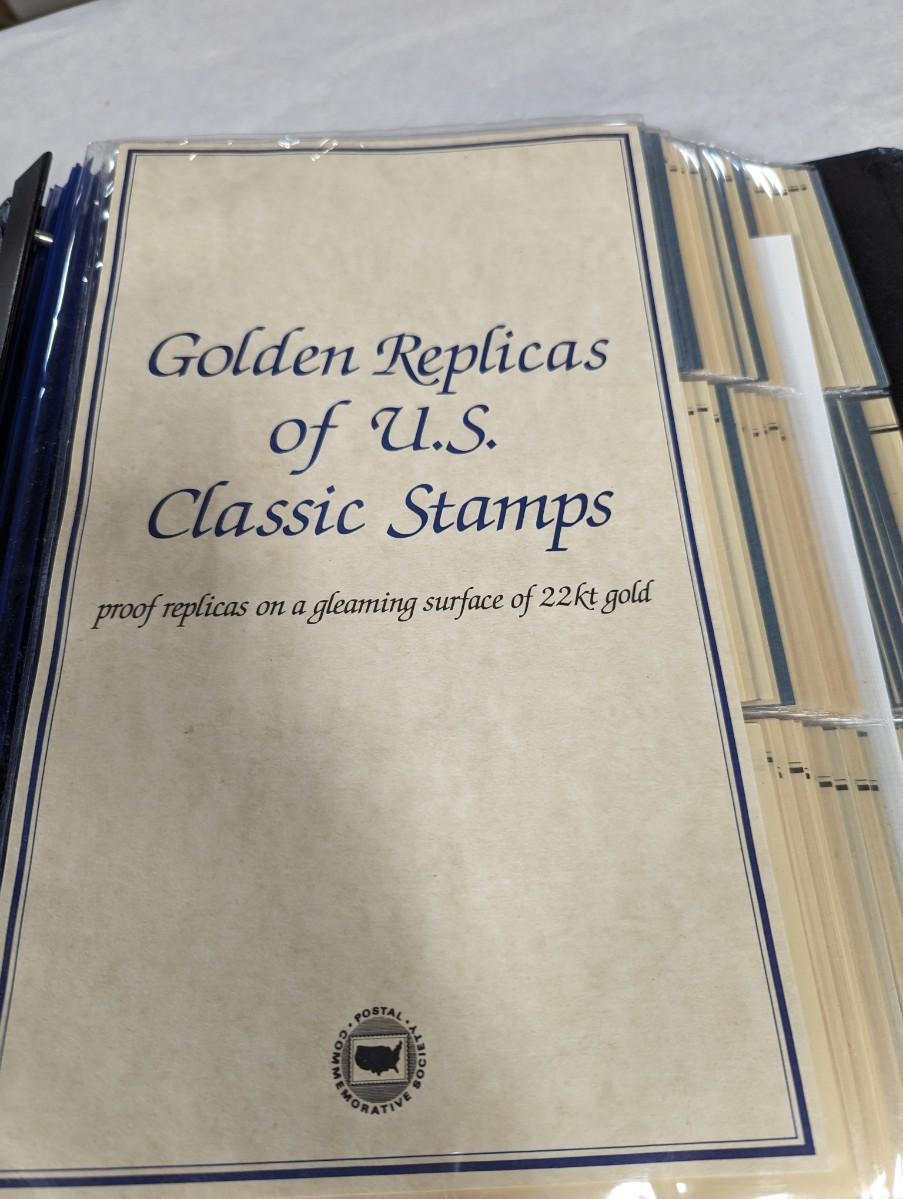 Golden Replicas
of U.S.
Classic Stamps
proof replicas on a gleaming surface of 22kt gold
· POSTAL · COMMEMORATIVE SOCIETY